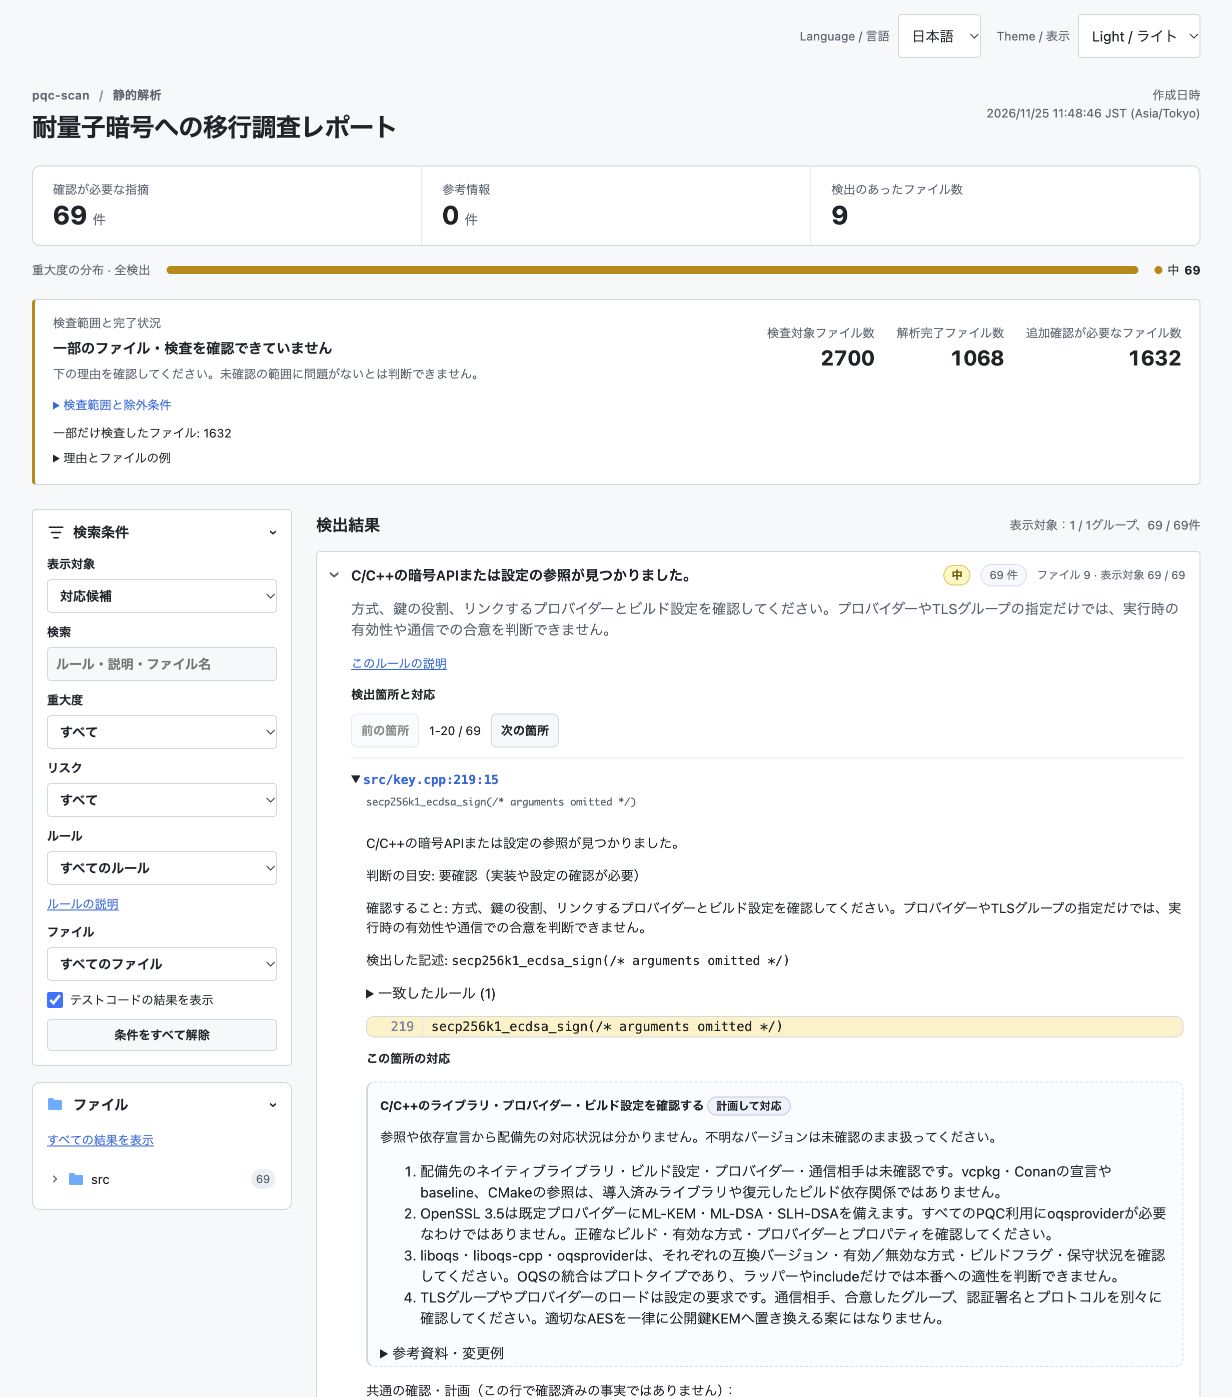 Language / 言語 日本語 Theme / 表示 Light / ライト
pqc-scan / 静的解析
耐量子暗号への移行調査レポート
作成日時
2026/11/25 11:48:46 JST (Asia/Tokyo)
確認が必要な指摘
69 件
参考情報
0 件
検出のあったファイル数
9
重大度の分布 · 全検出 中 69
検査範囲と完了状況
一部のファイル・検査を確認できていません
下の理由を確認してください。未確認の範囲に問題がないとは判断できません。
検査対象ファイル数
2700
解析完了ファイル数
1068
追加確認が必要なファイル数
1632
▶ 検査範囲と除外条件
一部だけ検査したファイル: 1632
▶ 理由とファイルの例
検索条件
表示対象
対応候補
検索
ルール・説明・ファイル名
重大度
すべて
リスク
すべて
ルール
すべてのルール
ルールの説明
ファイル
すべてのファイル
テストコードの結果を表示
条件をすべて解除
ファイル
すべての結果を表示
src 69
検出結果
表示対象：1 / 1グループ、69 / 69件
C/C++の暗号APIまたは設定の参照が見つかりました。
中 69 件 ファイル 9 · 表示対象 69 / 69
方式、鍵の役割、リンクするプロバイダーとビルド設定を確認してください。プロバイダーやTLSグループの指定だけでは、実行時の
有効性や通信での合意を判断できません。
このルールの説明
検出箇所と対応
前の箇所 1-20 / 69 次の箇所
▼ src/key.cpp:219:15
secp256k1_ecdsa_sign(/* arguments omitted */)
C/C++の暗号APIまたは設定の参照が見つかりました。
判断の目安: 要確認（実装や設定の確認が必要）
確認すること: 方式、鍵の役割、リンクするプロバイダーとビルド設定を確認してください。プロバイダーやTLSグループの指定だけでは、実
行時の有効性や通信での合意を判断できません。
検出した記述: secp256k1_ecdsa_sign(/* arguments omitted */)
▶ 一致したルール (1)
219 secp256k1_ecdsa_sign(/* arguments omitted */)
この箇所の対応
C/C++のライブラリ・プロバイダー・ビルド設定を確認する 計画して対応
参照や依存宣言から配備先の対応状況は分かりません。不明なバージョンは未確認のまま扱ってください。
1. 配備先のネイティブライブラリ・ビルド設定・プロバイダー・通信相手は未確認です。vcpkg・Conanの宣言や
baseline、CMakeの参照は、導入済みライブラリや復元したビルド依存関係ではありません。
2. OpenSSL 3.5は既定プロバイダーにML-KEM・ML-DSA・SLH-DSAを備えます。すべてのPQC利用にoqsproviderが必要
なわけではありません。正確なビルド・有効な方式・プロバイダーとプロパティを確認してください。
3. liboqs・liboqs-cpp・oqsproviderは、それぞれの互換バージョン・有効／無効な方式・ビルドフラグ・保守状況を確認
してください。OQSの統合はプロトタイプであり、ラッパーやincludeだけでは本番への適性を判断できません。
4. TLSグループやプロバイダーのロードは設定の要求です。通信相手、合意したグループ、認証署名とプロトコルを別々に
確認してください。適切なAESを一律に公開鍵KEMへ置き換える案にはなりません。
▶ 参考資料・変更例
共通の確認・計画（この行で確認済みの事実ではありません）: